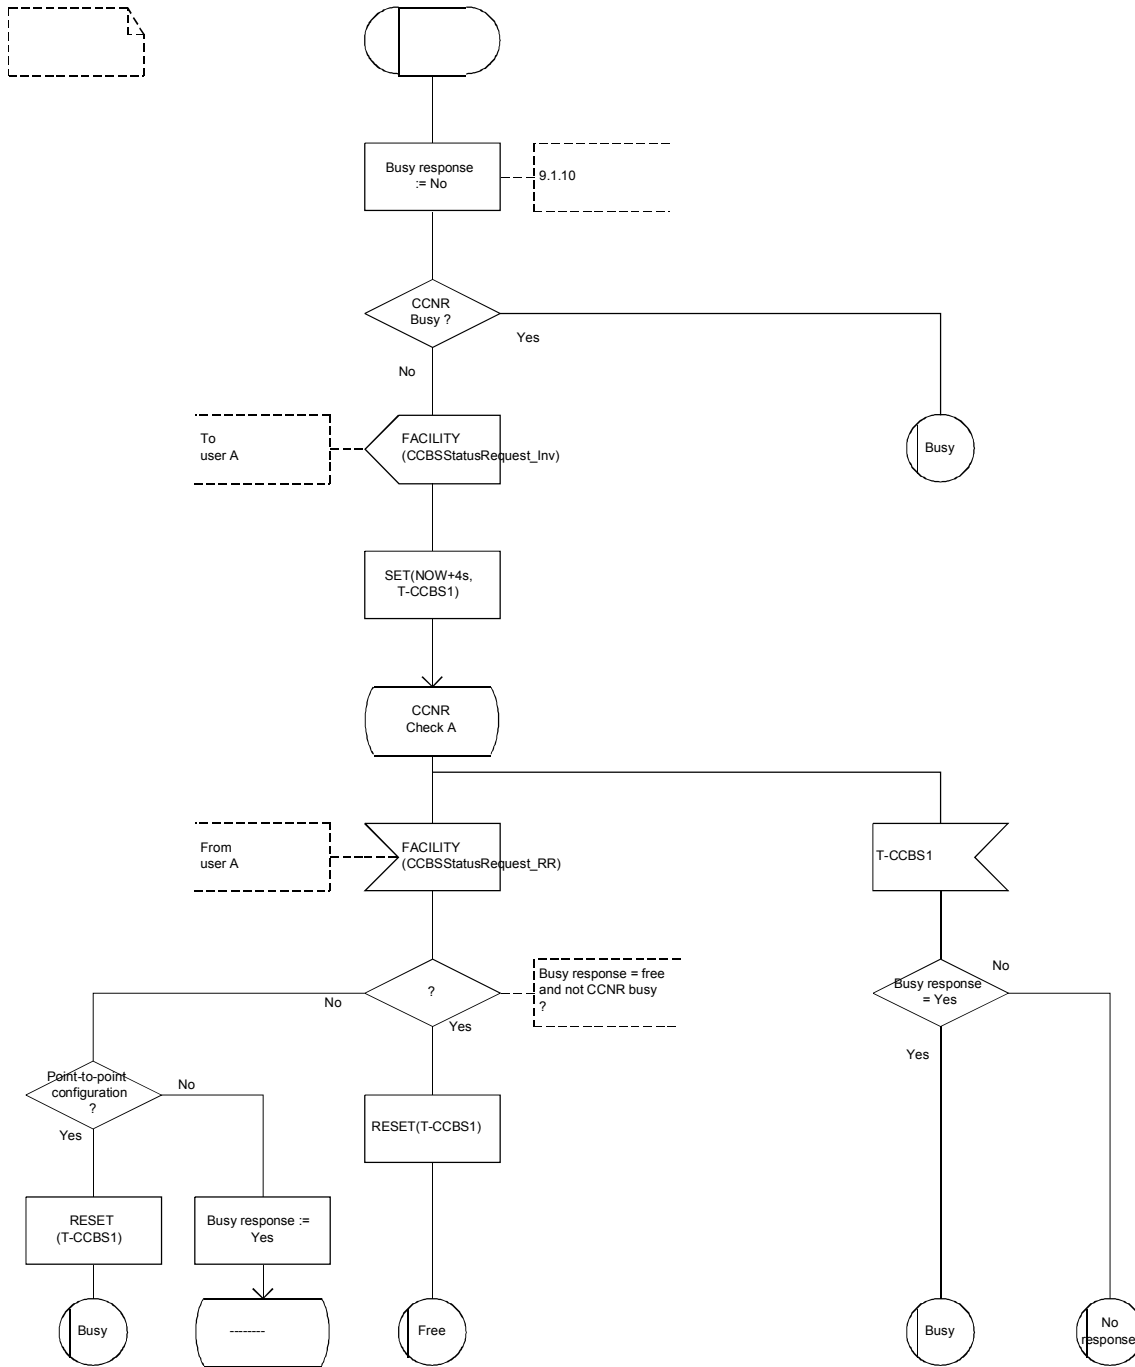 Busy response
:= No
9.1.10
CCNR
Busy ?
Yes
No
To
user A
FACILITY
(CCBSStatusRequest_Inv)
Busy
SET(NOW+4s,
T-CCBS1)
CCNR
Check A
From
user A
FACILITY
(CCBSStatusRequest_RR)
T-CCBS1
?
Busy response = free
and not CCNR busy
?
No
Yes
Busy response
= Yes
No
Yes
Point-to-point
configuration
?
No
Yes
RESET(T-CCBS1)
RESET
(T-CCBS1)
Busy response :=
Yes
Busy
--------
Free
Busy
No
response